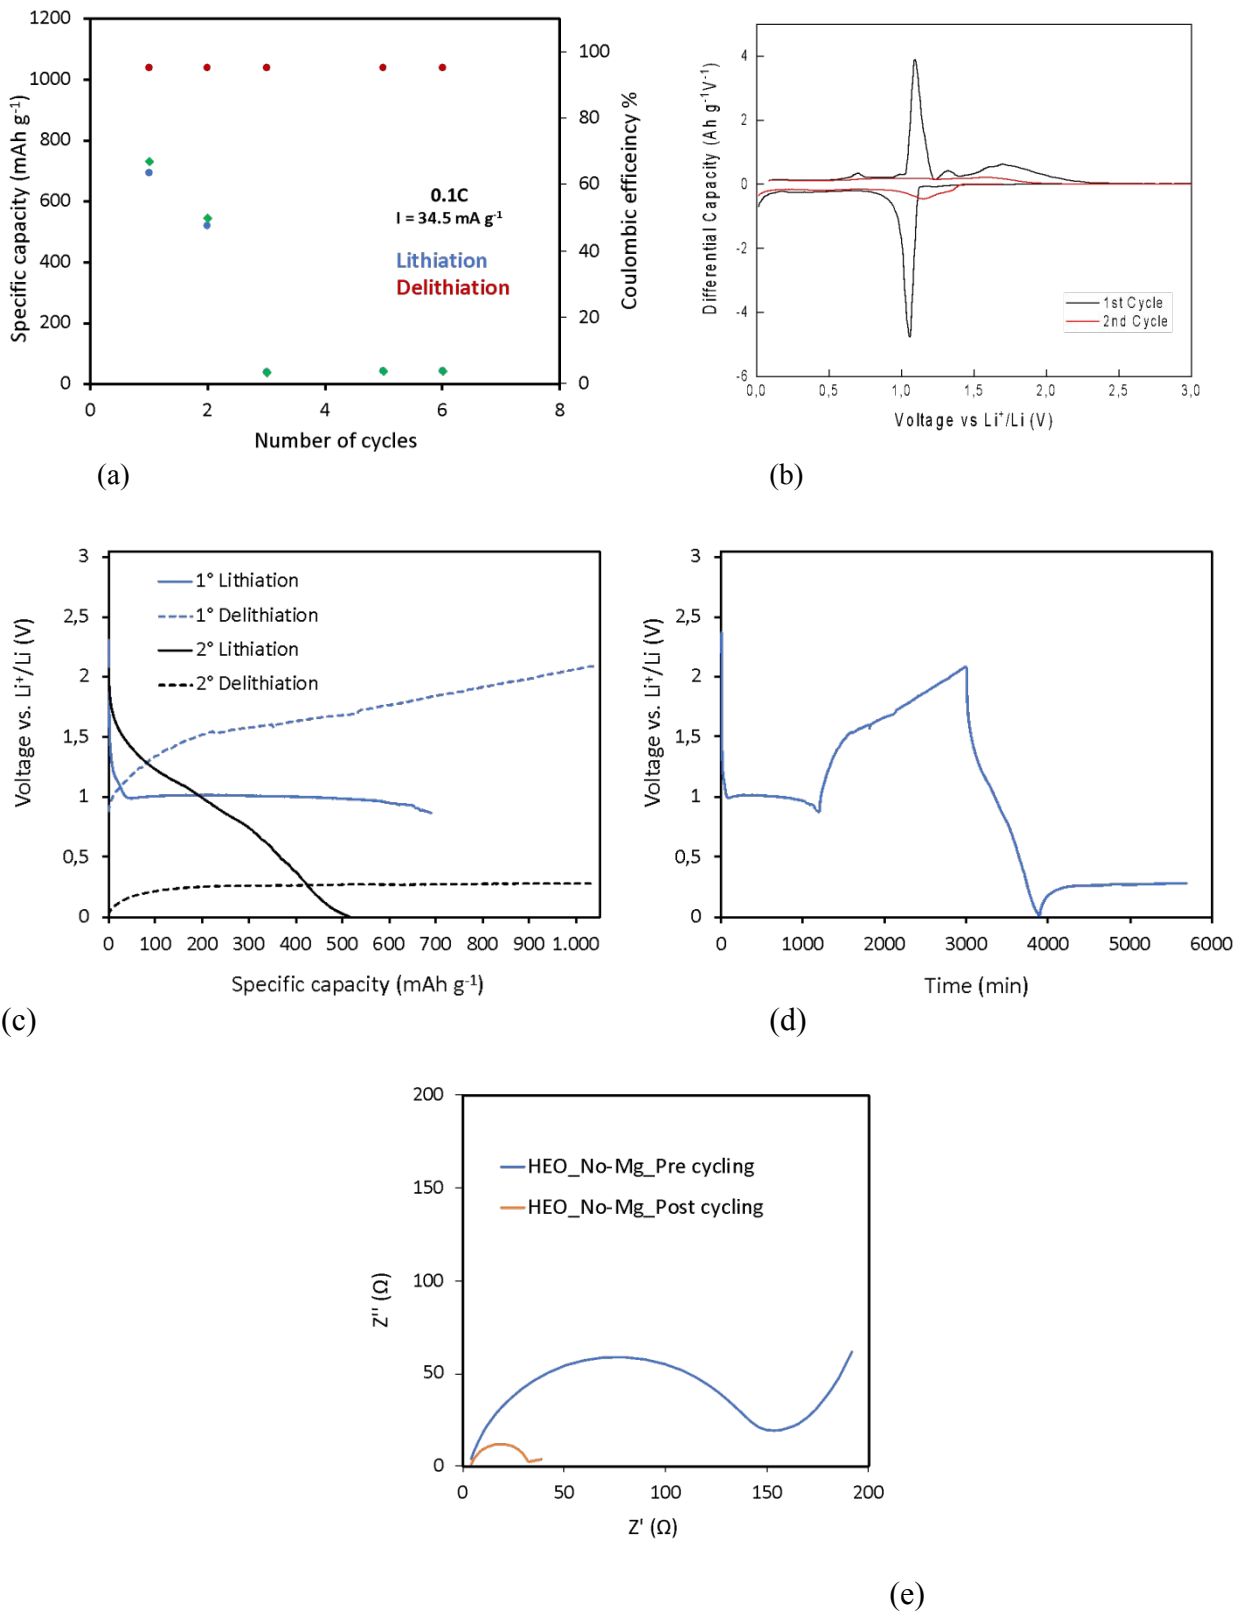 1200
1000
800
600
400
200
0
Specific capacity (mAh g⁻¹)
100
80
60
40
20
0
Coulombic efficeincy %
0.1C
I = 34.5 mA g⁻¹
Lithiation
Delithiation
0 2 4 6 8
Number of cycles
(a)
4
2
0
-2
-4
-6
Differential Capacity (Ah g⁻¹V⁻¹)
1st Cycle
2nd Cycle
0,0 0,5 1,0 1,5 2,0 2,5 3,0
Voltage vs Li⁺/Li (V)
(b)
3
2,5
2
1,5
1
0,5
0
Voltage vs. Li⁺/Li (V)
1° Lithiation
1° Delithiation
2° Lithiation
2° Delithiation
0 100 200 300 400 500 600 700 800 900 1.000
Specific capacity (mAh g⁻¹)
(c)
3
2,5
2
1,5
1
0,5
0
Voltage vs. Li⁺/Li (V)
0 1000 2000 3000 4000 5000 6000
Time (min)
(d)
200
150
100
50
0
Z'' (Ω)
HEO_No-Mg_Pre cycling
HEO_No-Mg_Post cycling
0 50 100 150 200
Z' (Ω)
(e)